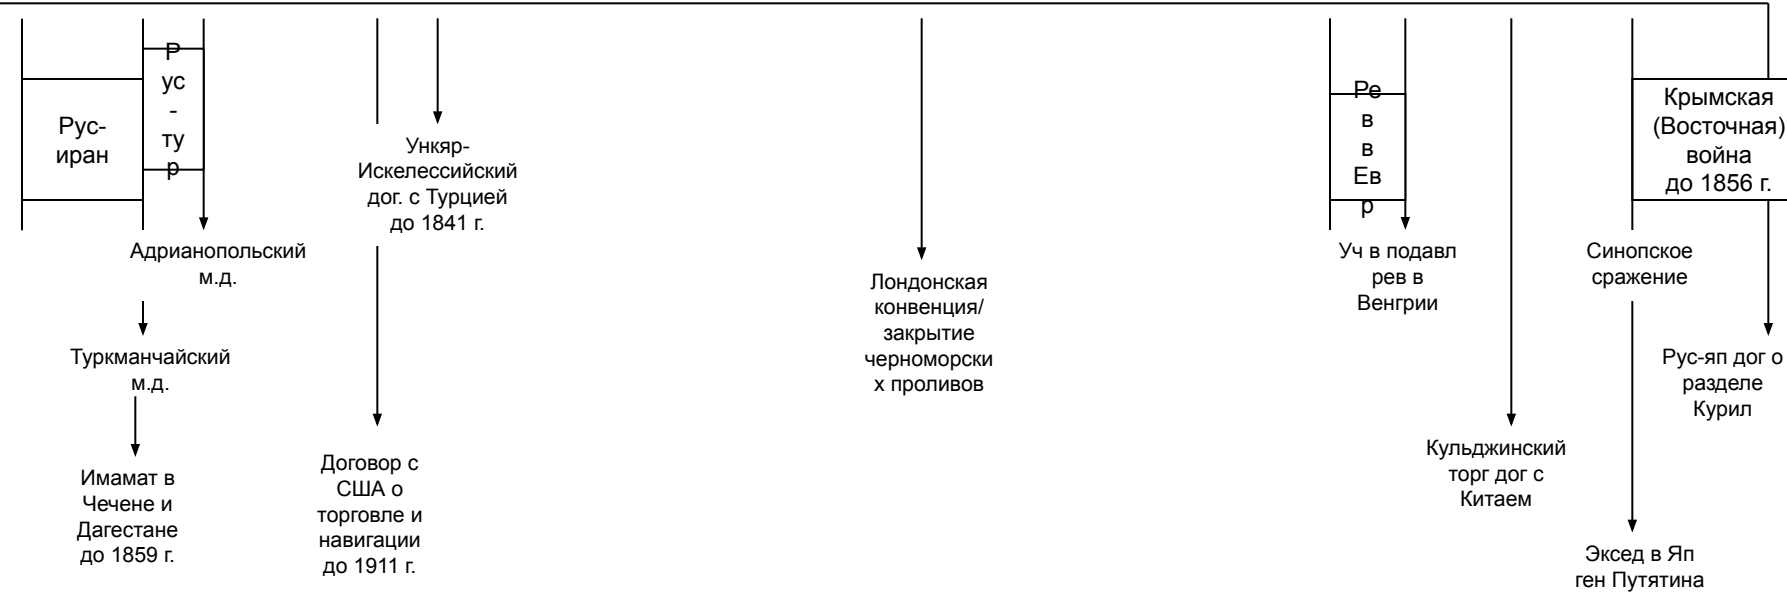 Рус-
иран
Р
ус
-
ту
р
Адрианопольский
м.д.
Туркманчайский
м.д.
Имамат в
Чечене и
Дагестане
до 1859 г.
Ункяр-
Искелессийский
дог. с Турцией
до 1841 г.
Договор с
США о
торговле и
навигации
до 1911 г.
Лондонская
конвенция/
закрытие
черноморски
х проливов
Ре
в
в
Ев
р
Уч в подавл
рев в
Венгрии
Кульджинский
торг дог с
Китаем
Крымская
(Восточная)
война
до 1856 г.
Синопское
сражение
Эксед в Яп
ген Путятина
Рус-яп дог о
разделе
Курил